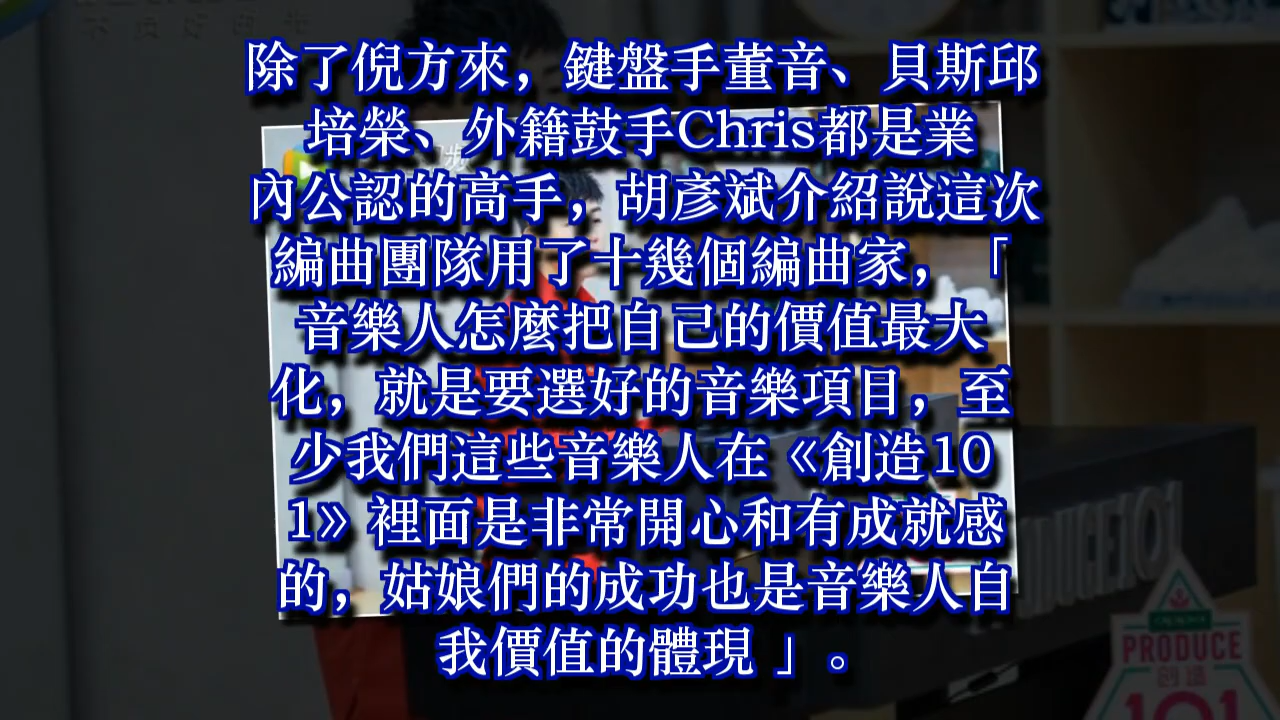 除了倪方來，鍵盤手董音、貝斯邱
培榮、外籍鼓手Chris都是業
內公認的高手，胡彥斌介紹說這次
編曲團隊用了十幾個編曲家，「
音樂人怎麼把自己的價值最大
化，就是要選好的音樂項目，至
少我們這些音樂人在《創造10
1》裡面是非常開心和有成就感
的，姑娘們的成功也是音樂人自
我價值的體現 」。
PRODUCE
创造
101